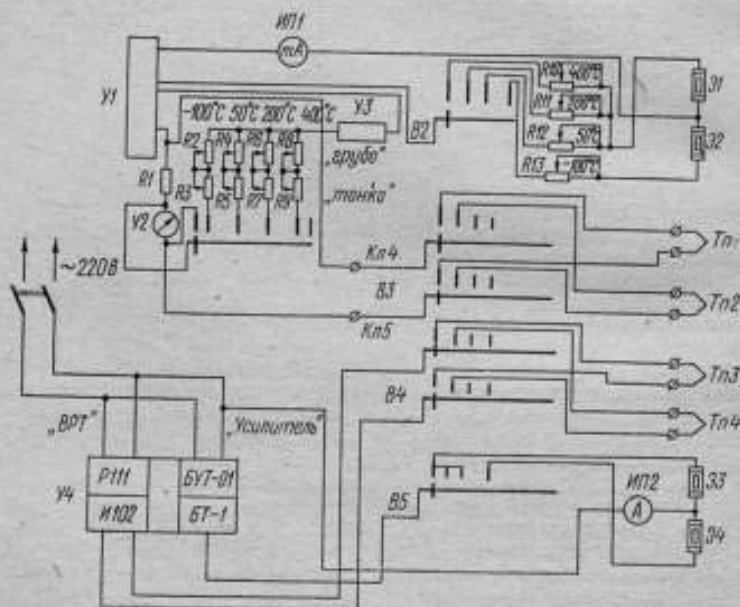 ИП1
mA
У1
-100°C 50°C 200°C 400°C
У3
В2
R10 400°C
R11 200°C
R12 50°C
R13 -100°C
Э1
Э2
R2 R4 R6 R8
„грубо"
R1
R3 R5 R7 R9
„тонко"
У2
Кл4
Тп1
~220В
В3
Тп2
Кл5
Тп3
В4
„ВРТ"
„Усилитель"
Тп4
У4
Р111
БУТ-01
И102
БТ-1
В5
ИП2
А
Э3
Э4